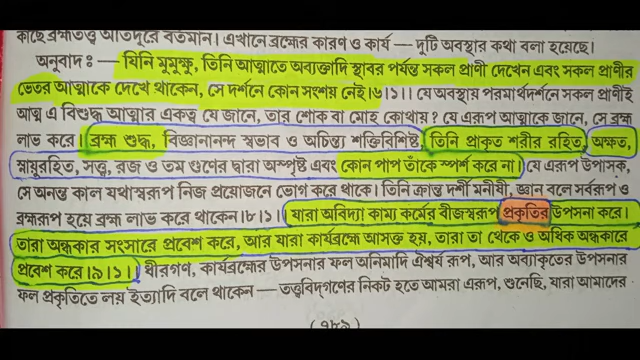 কাছে ব্রহ্মতত্ত্ব অতিদূরে বর্তমান। এখানে ব্রহ্মের কারণ ও কার্য — দুটি অবস্থার কথা বলা হয়েছে।
অনুবাদ ঃ— যিনি মুমুক্ষু, তিনি আত্মাতে অব্যক্তাদি স্থাবর পর্যন্ত সকল প্রাণী দেখেন এবং সকল প্রাণীর
ভেতর আত্মাকে দেখে থাকেন, সে দর্শনে কোন সংশয় নেই।৬।১।। যে অবস্থায় পরমার্থদর্শনে সকল প্রাণীই
আত্ম এ বিশুদ্ধ আত্মার একত্ব যে জানে, তার শোক বা মোহ কোথায়? যে এরূপ আত্মাকে জানে, সে ব্রহ্ম
লাভ করে। ব্রহ্ম শুদ্ধ, বিজ্ঞানানন্দ স্বভাব ও অচিন্ত্য শক্তিবিশিষ্ট, তিনি প্রাকৃত শরীর রহিত, অক্ষত,
স্নায়ুরহিত, সত্ত্ব, রজ ও তম গুণের দ্বারা অস্পৃষ্ট এবং কোন পাপ তাঁকে স্পর্শ করে না। যে এরূপ উপাসক,
সে অনন্ত কাল যথাস্বরূপ নিজ প্রয়োজনে ভোগ করে থাকে। তিনি ক্রান্ত দর্শী মনীষী, জ্ঞান বলে সর্বরূপ ও
ব্রহ্মরূপ হয়ে ব্রহ্ম লাভ করে থাকেন।৮।১।। যারা অবিদ্যা কাম্য কর্মের বীজস্বরূপ প্রকৃতির উপসনা করে।
তারা অন্ধকার সংসারে প্রবেশ করে, আর যারা কার্যব্রহ্মে আসক্ত হয়, তারা তা থেকে ও অধিক অন্ধকারে
প্রবেশ করে।৯।১।। ধীরগণ, কার্যব্রহ্মের উপসনার ফল অনিমাদি ঐশ্বর্য রূপ, আর অব্যাকৃতের উপসনার
ফল প্রকৃতিতে লয় ইত্যাদি বলে থাকেন — তত্ত্ববিদ্গণের নিকট হতে আমরা এরূপ, শুনেছি, যারা আমাদের
(৭৮৯)